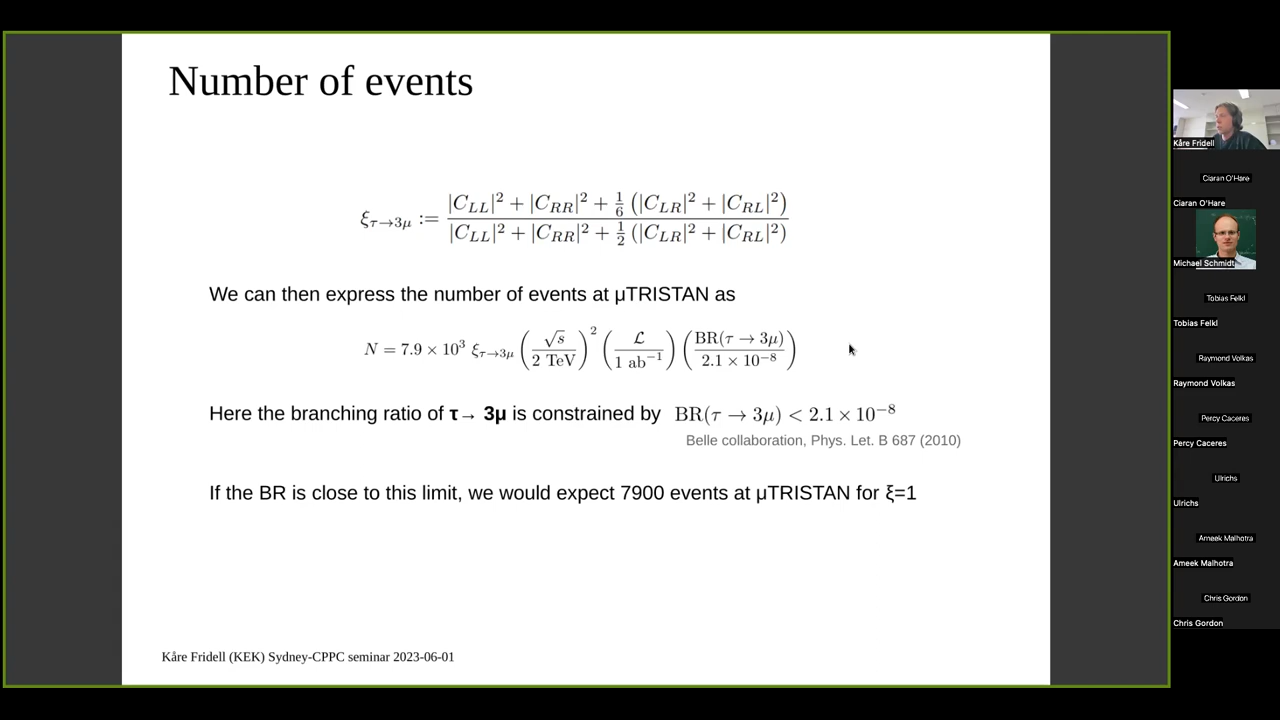 Number of events
ξτ→3μ := |C_LL|² + |C_RR|² + 1/6 (|C_LR|² + |C_RL|²) / |C_LL|² + |C_RR|² + 1/2 (|C_LR|² + |C_RL|²)
We can then express the number of events at μTRISTAN as
N = 7.9 × 10³ ξτ→3μ (√s / 2 TeV)² (ℒ / 1 ab⁻¹) (BR(τ → 3μ) / 2.1 × 10⁻⁸)
Here the branching ratio of τ→ 3μ is constrained by BR(τ → 3μ) < 2.1 × 10⁻⁸
Belle collaboration, Phys. Let. B 687 (2010)
If the BR is close to this limit, we would expect 7900 events at μTRISTAN for ξ=1
Kåre Fridell (KEK) Sydney-CPPC seminar 2023-06-01
Kåre Fridell
Ciaran O'Hare
Ciaran O'Hare
Michael Schmidt
Tobias Felkl
Tobias Felkl
Raymond Volkas
Raymond Volkas
Percy Caceres
Percy Caceres
Ulrichs
Ulrichs
Ameek Malhotra
Ameek Malhotra
Chris Gordon
Chris Gordon